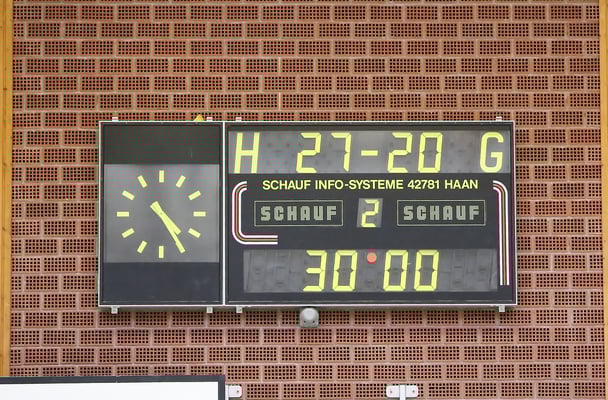 H 27-20 G
SCHAUF INFO-SYSTEME 42781 HAAN
SCHAUF 2 SCHAUF
30:00